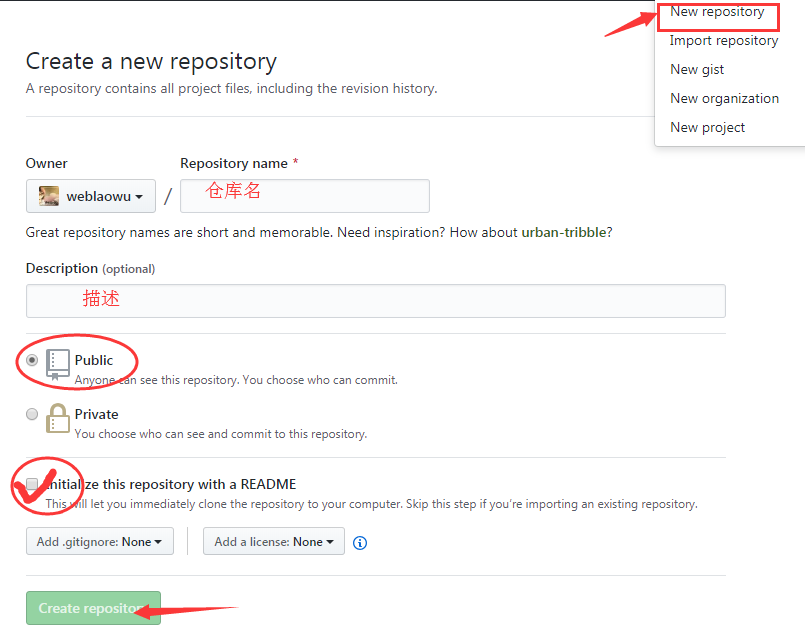 New repository
Import repository
New gist
New organization
New project
Create a new repository
A repository contains all project files, including the revision history.
Owner
Repository name *
weblaowu
/
仓库名
Great repository names are short and memorable. Need inspiration? How about urban-tribble?
Description (optional)
描述
Public
Anyone can see this repository. You choose who can commit.
Private
You choose who can see and commit to this repository.
Initialize this repository with a README
This will let you immediately clone the repository to your computer. Skip this step if you're importing an existing repository.
Add .gitignore: None
Add a license: None
Create repository